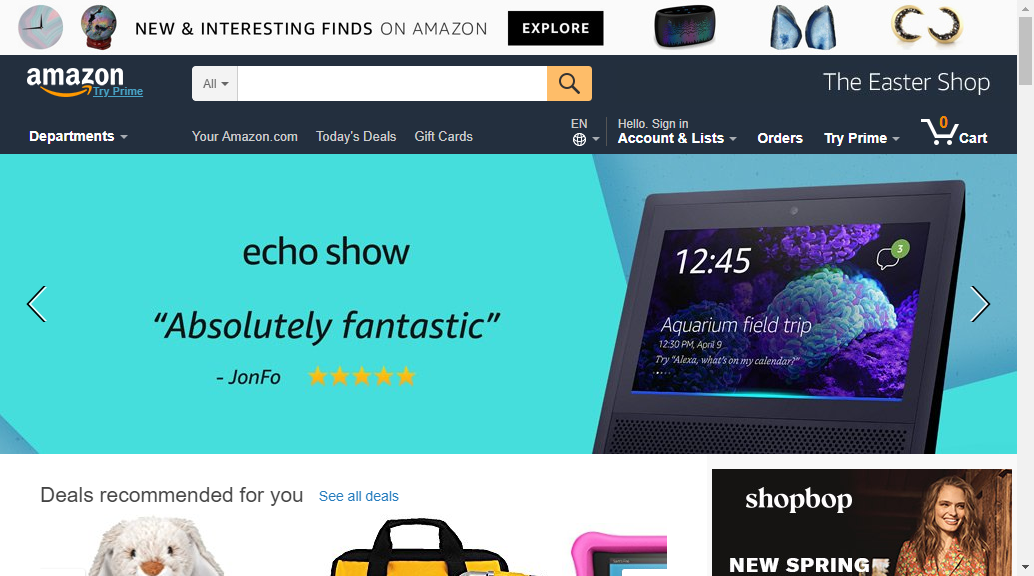 NEW & INTERESTING FINDS ON AMAZON EXPLORE
amazon
Try Prime
All
The Easter Shop
Departments
Your Amazon.com Today's Deals Gift Cards
EN
Hello. Sign in
Account & Lists
Orders
Try Prime
0
Cart
echo show
“Absolutely fantastic”
- JonFo
12:45
3
Aquarium field trip
12:30 PM, April 9
Try “Alexa, what's on my calendar?”
Deals recommended for you See all deals
shopbop
NEW SPRING